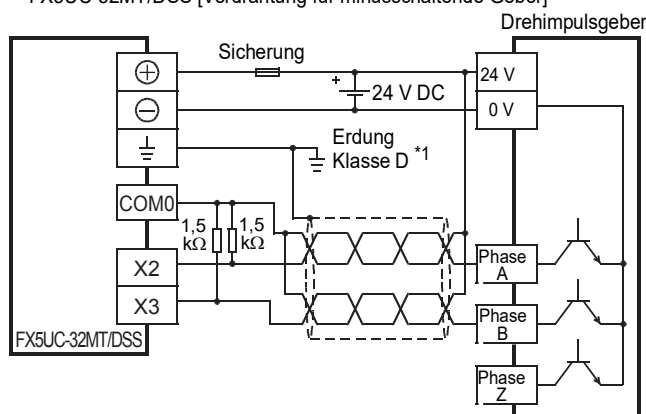 FX5UC-32MT/DSS [Verdrahtung für minusschaltende Geber]
Drehimpulsgeber
Sicherung
24 V
+
24 V DC
0 V
Erdung
Klasse D *1
COM0
1,5
kΩ
1,5
kΩ
X2
X3
Phase
A
Phase
B
Phase
Z
FX5UC-32MT/DSS